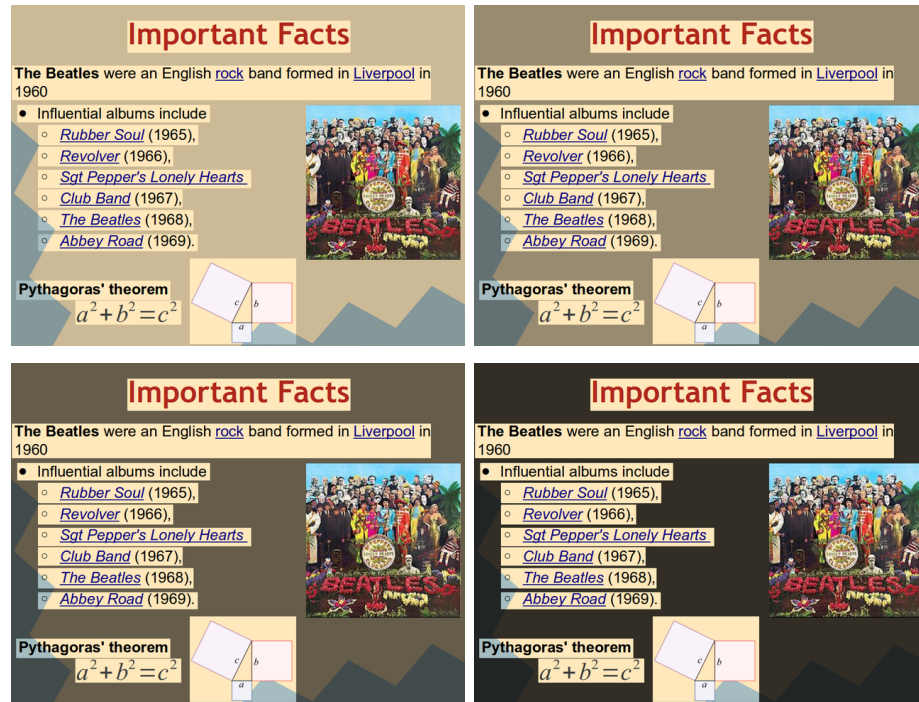 Important Facts
The Beatles were an English rock band formed in Liverpool in
1960
● Influential albums include
○ Rubber Soul (1965),
○ Revolver (1966),
○ Sgt Pepper's Lonely Hearts
○ Club Band (1967),
○ The Beatles (1968),
○ Abbey Road (1969).
BEATLES
Pythagoras' theorem
a²+b²=c²
c b
a
Important Facts
The Beatles were an English rock band formed in Liverpool in
1960
● Influential albums include
○ Rubber Soul (1965),
○ Revolver (1966),
○ Sgt Pepper's Lonely Hearts
○ Club Band (1967),
○ The Beatles (1968),
○ Abbey Road (1969).
BEATLES
Pythagoras' theorem
a²+b²=c²
c b
a
Important Facts
The Beatles were an English rock band formed in Liverpool in
1960
● Influential albums include
○ Rubber Soul (1965),
○ Revolver (1966),
○ Sgt Pepper's Lonely Hearts
○ Club Band (1967),
○ The Beatles (1968),
○ Abbey Road (1969).
BEATLES
Pythagoras' theorem
a²+b²=c²
c b
a
Important Facts
The Beatles were an English rock band formed in Liverpool in
1960
● Influential albums include
○ Rubber Soul (1965),
○ Revolver (1966),
○ Sgt Pepper's Lonely Hearts
○ Club Band (1967),
○ The Beatles (1968),
○ Abbey Road (1969).
BEATLES
Pythagoras' theorem
a²+b²=c²
c b
a